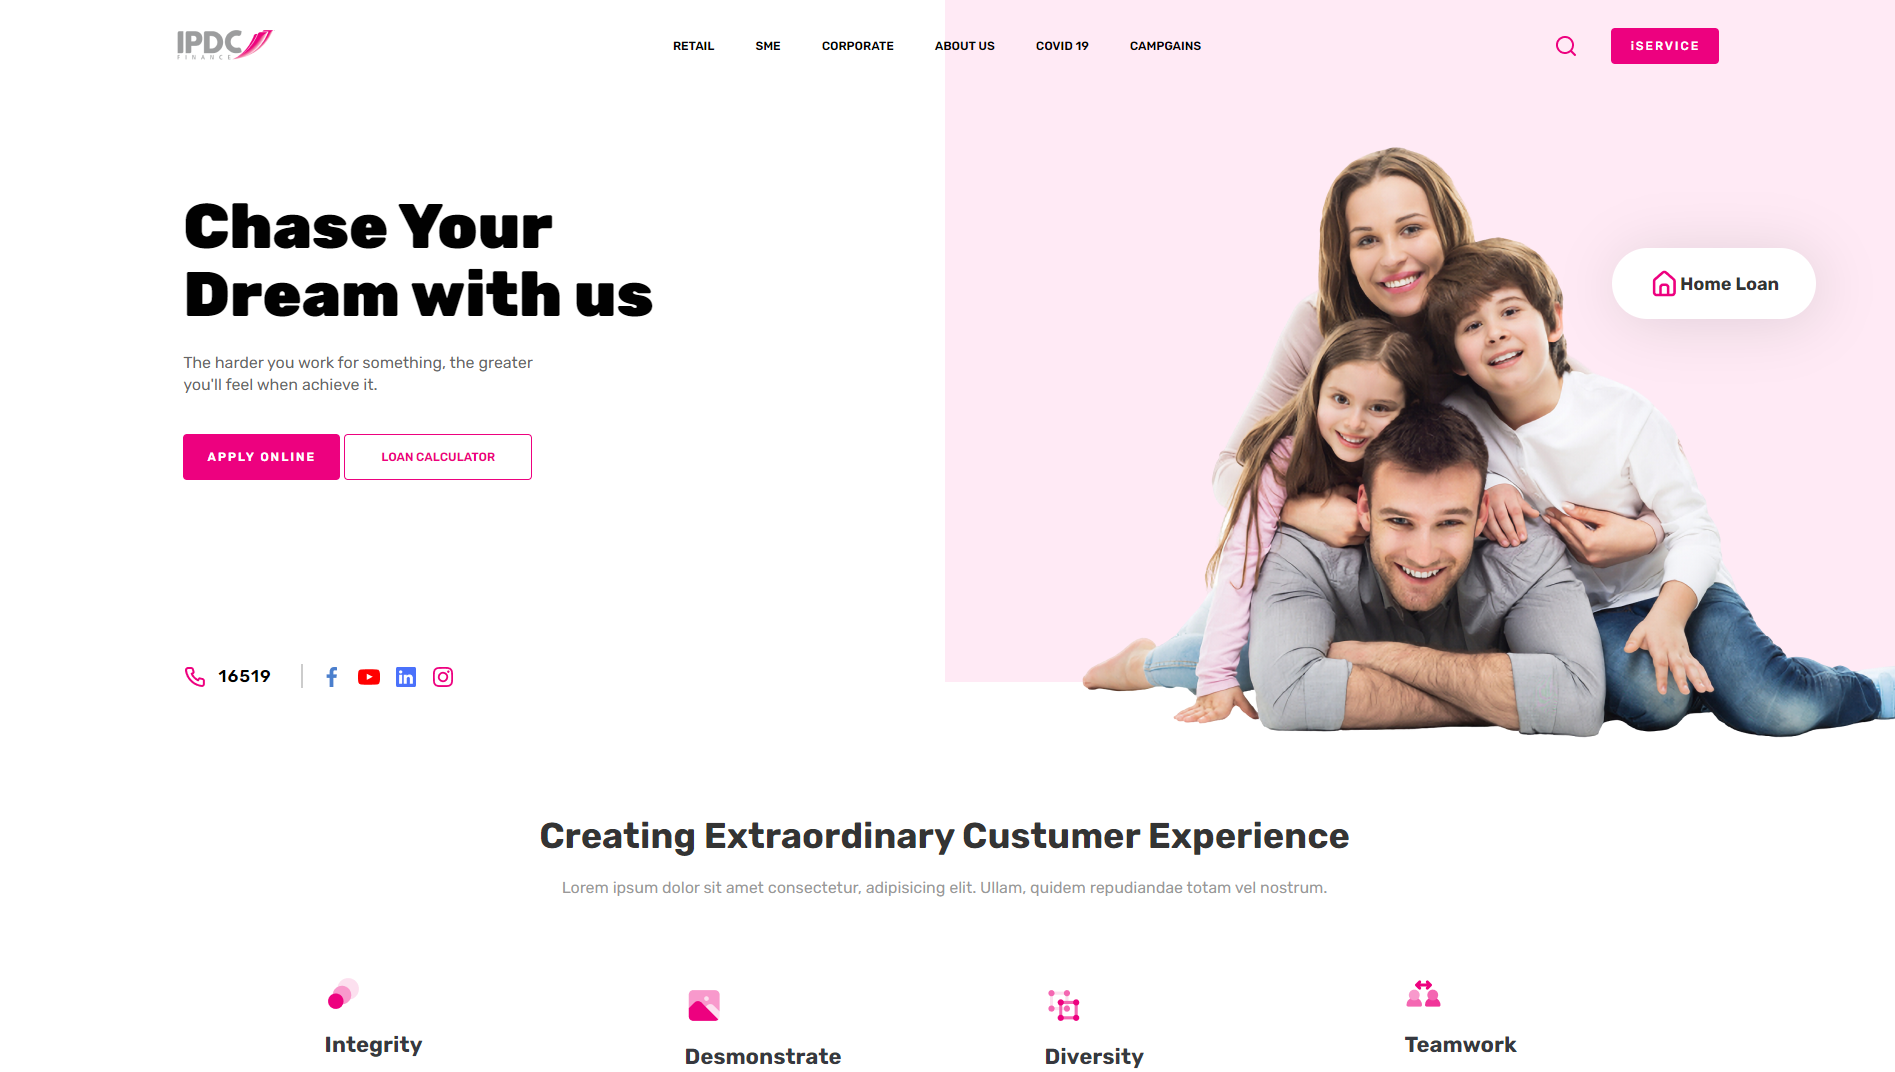 IPDC
FINANCE
RETAIL SME CORPORATE ABOUT US COVID 19 CAMPGAINS
iSERVICE
Chase Your
Dream with us
The harder you work for something, the greater
you'll feel when achieve it.
APPLY ONLINE LOAN CALCULATOR
Home Loan
16519
Creating Extraordinary Custumer Experience
Lorem ipsum dolor sit amet consectetur, adipisicing elit. Ullam, quidem repudiandae totam vel nostrum.
Integrity
Desmonstrate
Diversity
Teamwork